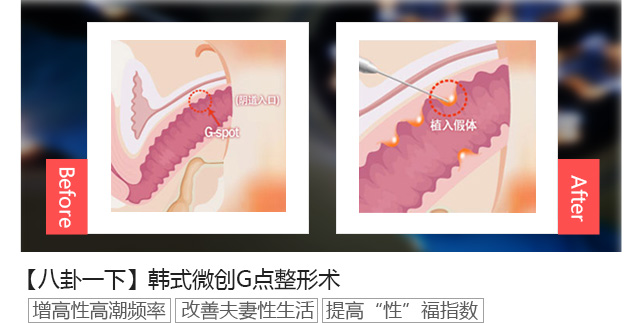 (阴道入口)
G-spot
植入假体
Before
After
【八卦一下】韩式微创G点整形术
增高性高潮频率 改善夫妻性生活 提高“性”福指数